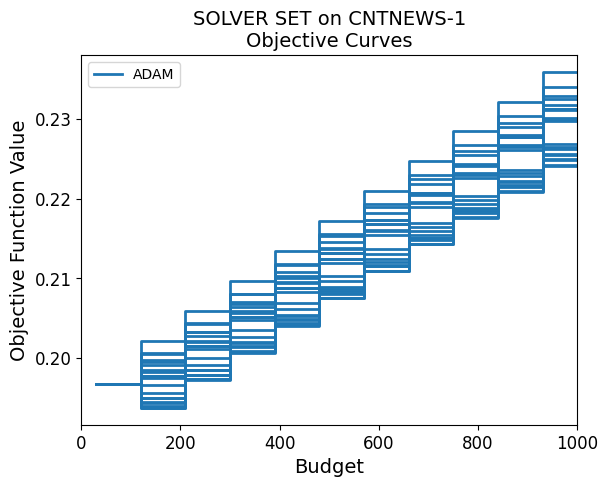 SOLVER SET on CNTNEWS-1
Objective Curves
ADAM
Objective Function Value
0.23
0.22
0.21
0.20
0
200
400
600
800
1000
Budget